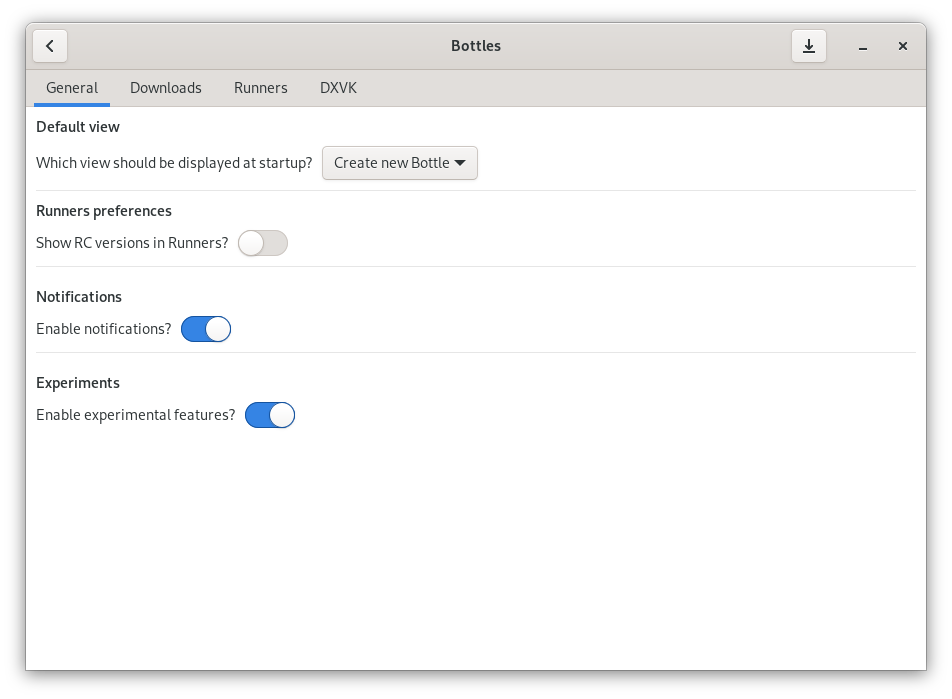 Bottles
General Downloads Runners DXVK
Default view
Which view should be displayed at startup? Create new Bottle
Runners preferences
Show RC versions in Runners?
Notifications
Enable notifications?
Experiments
Enable experimental features?